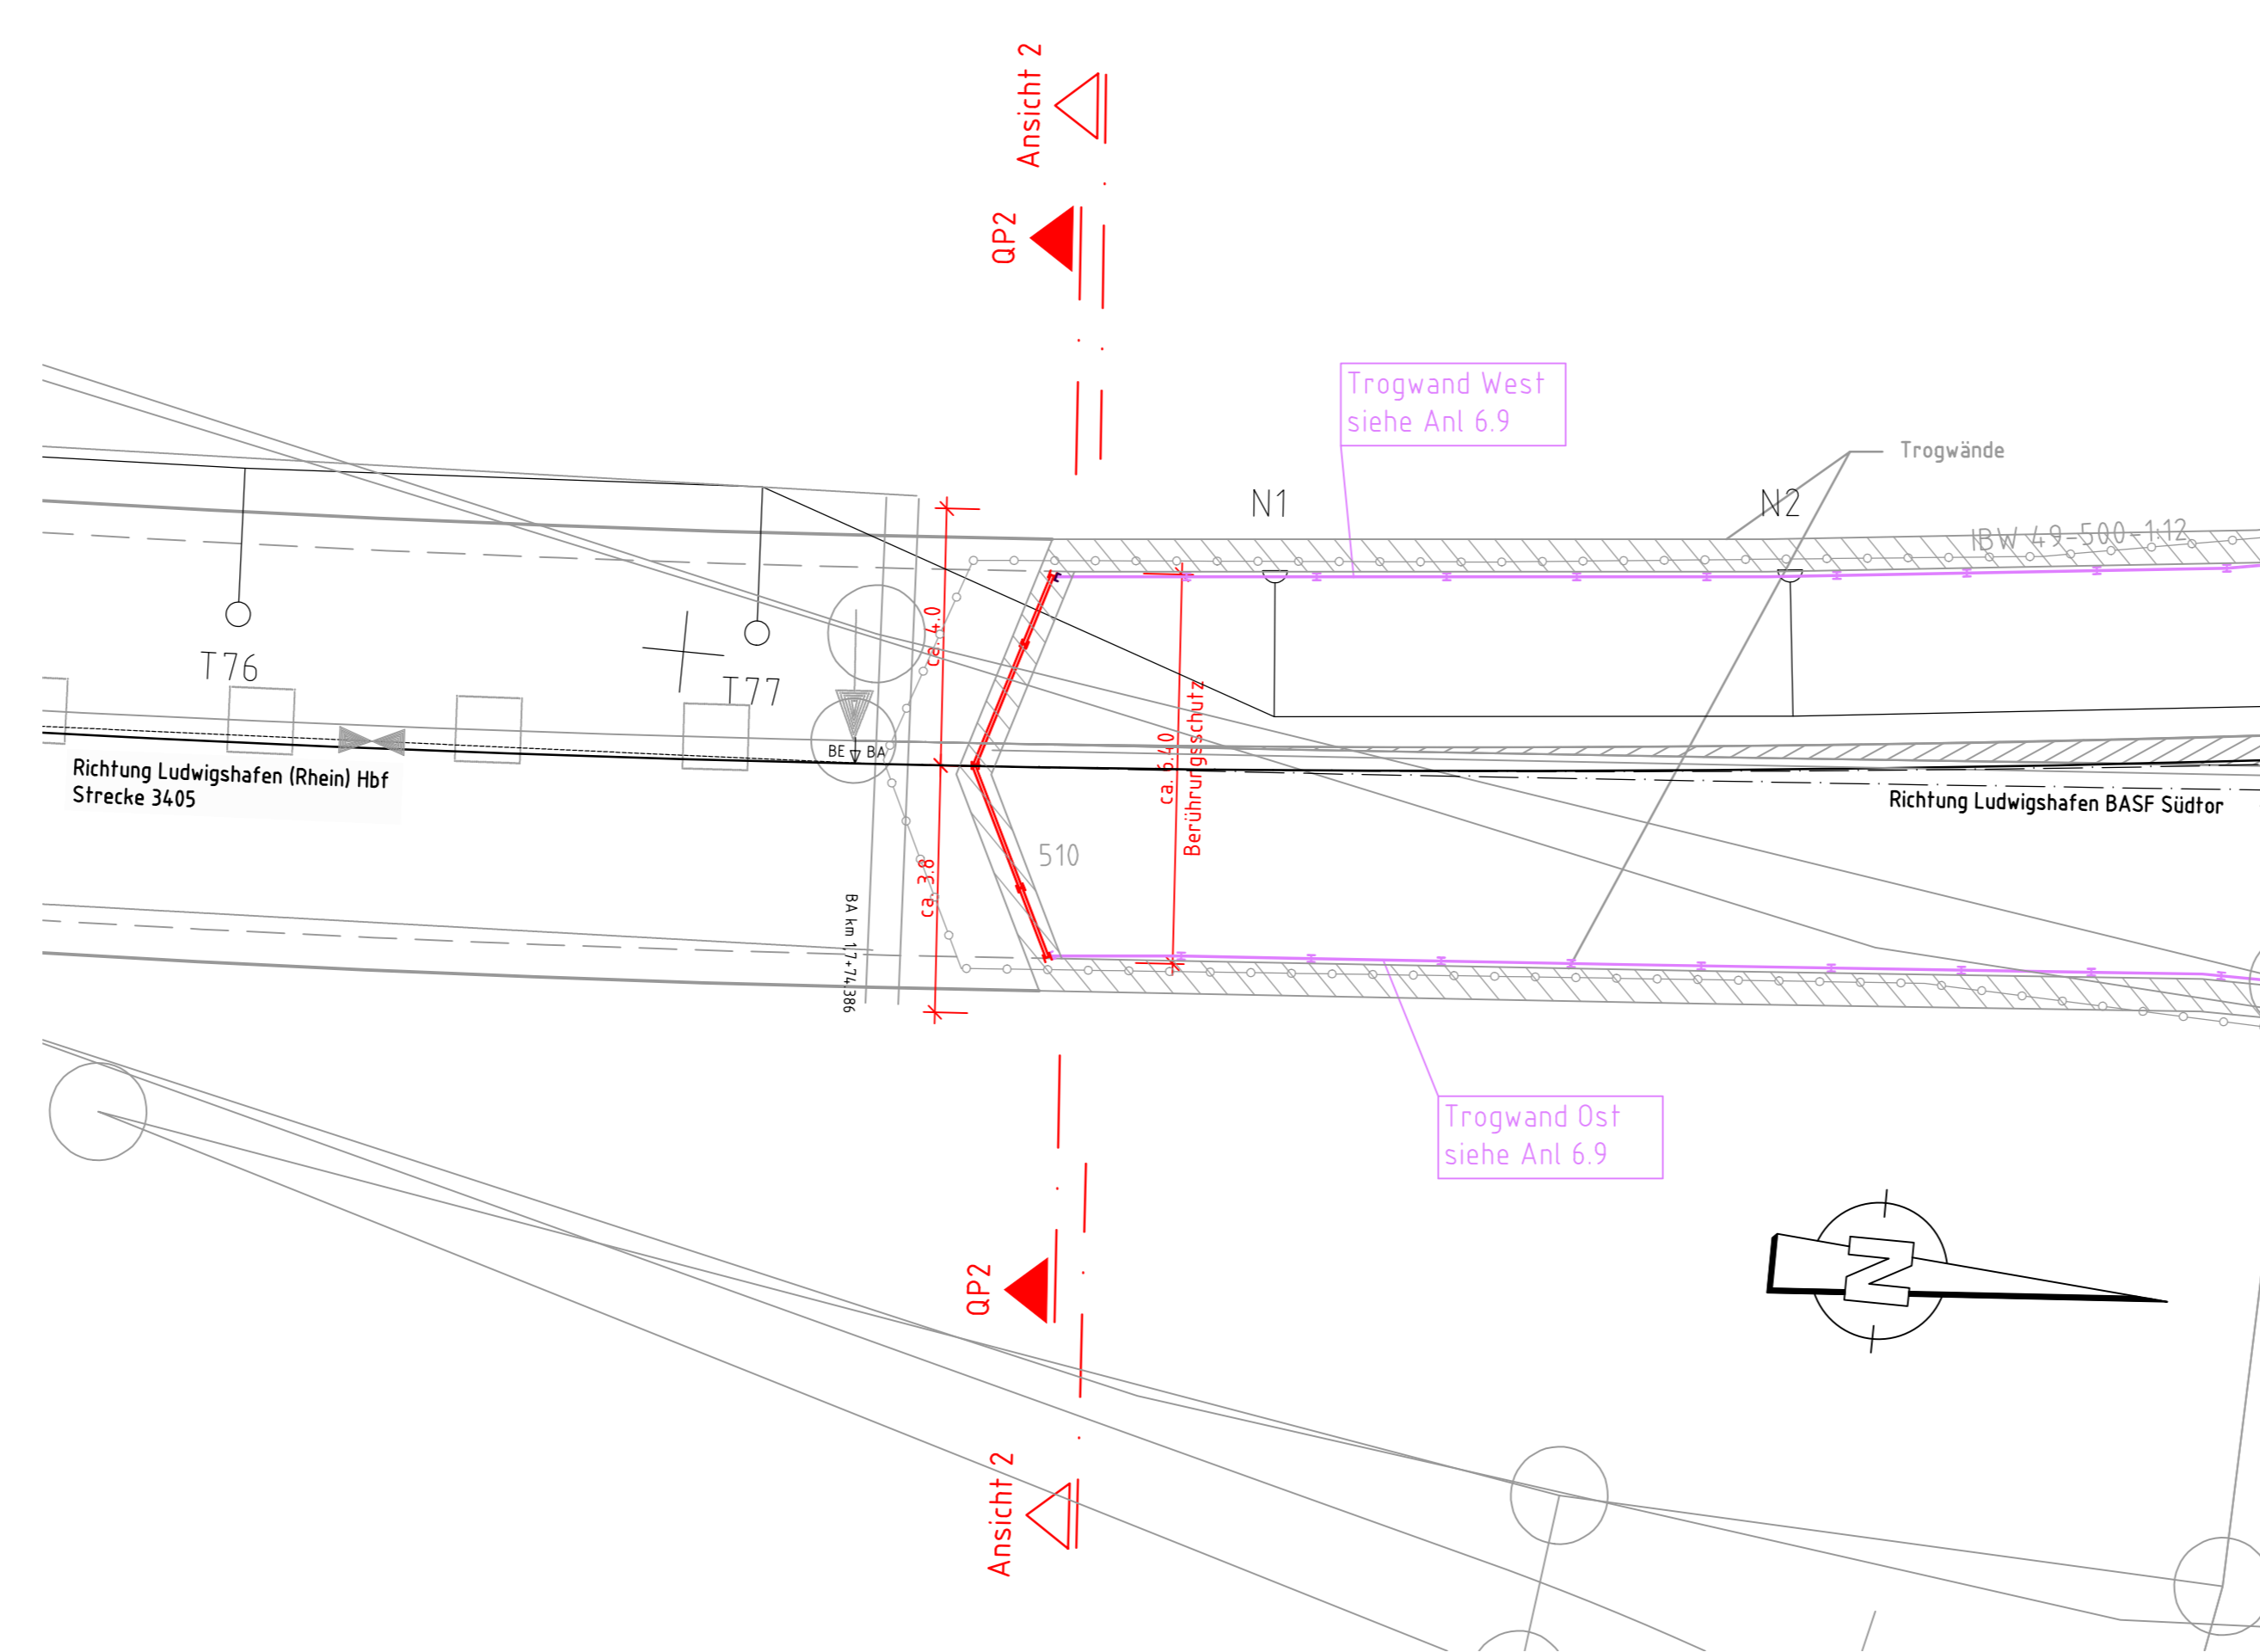 Ansicht 2
QP2
Trogwand West
siehe Anl 6.9
Trogwände
N1
N2
IBW 49-500-1:12
ca. 4.0
T76
T77
ca. 6.40
Berührungsschutz
BE
BA
Richtung Ludwigshafen (Rhein) Hbf
Strecke 3405
Richtung Ludwigshafen BASF Südtor
510
ca. 3.8
BA km 1,7+74.386
Trogwand Ost
siehe Anl 6.9
N
QP2
Ansicht 2